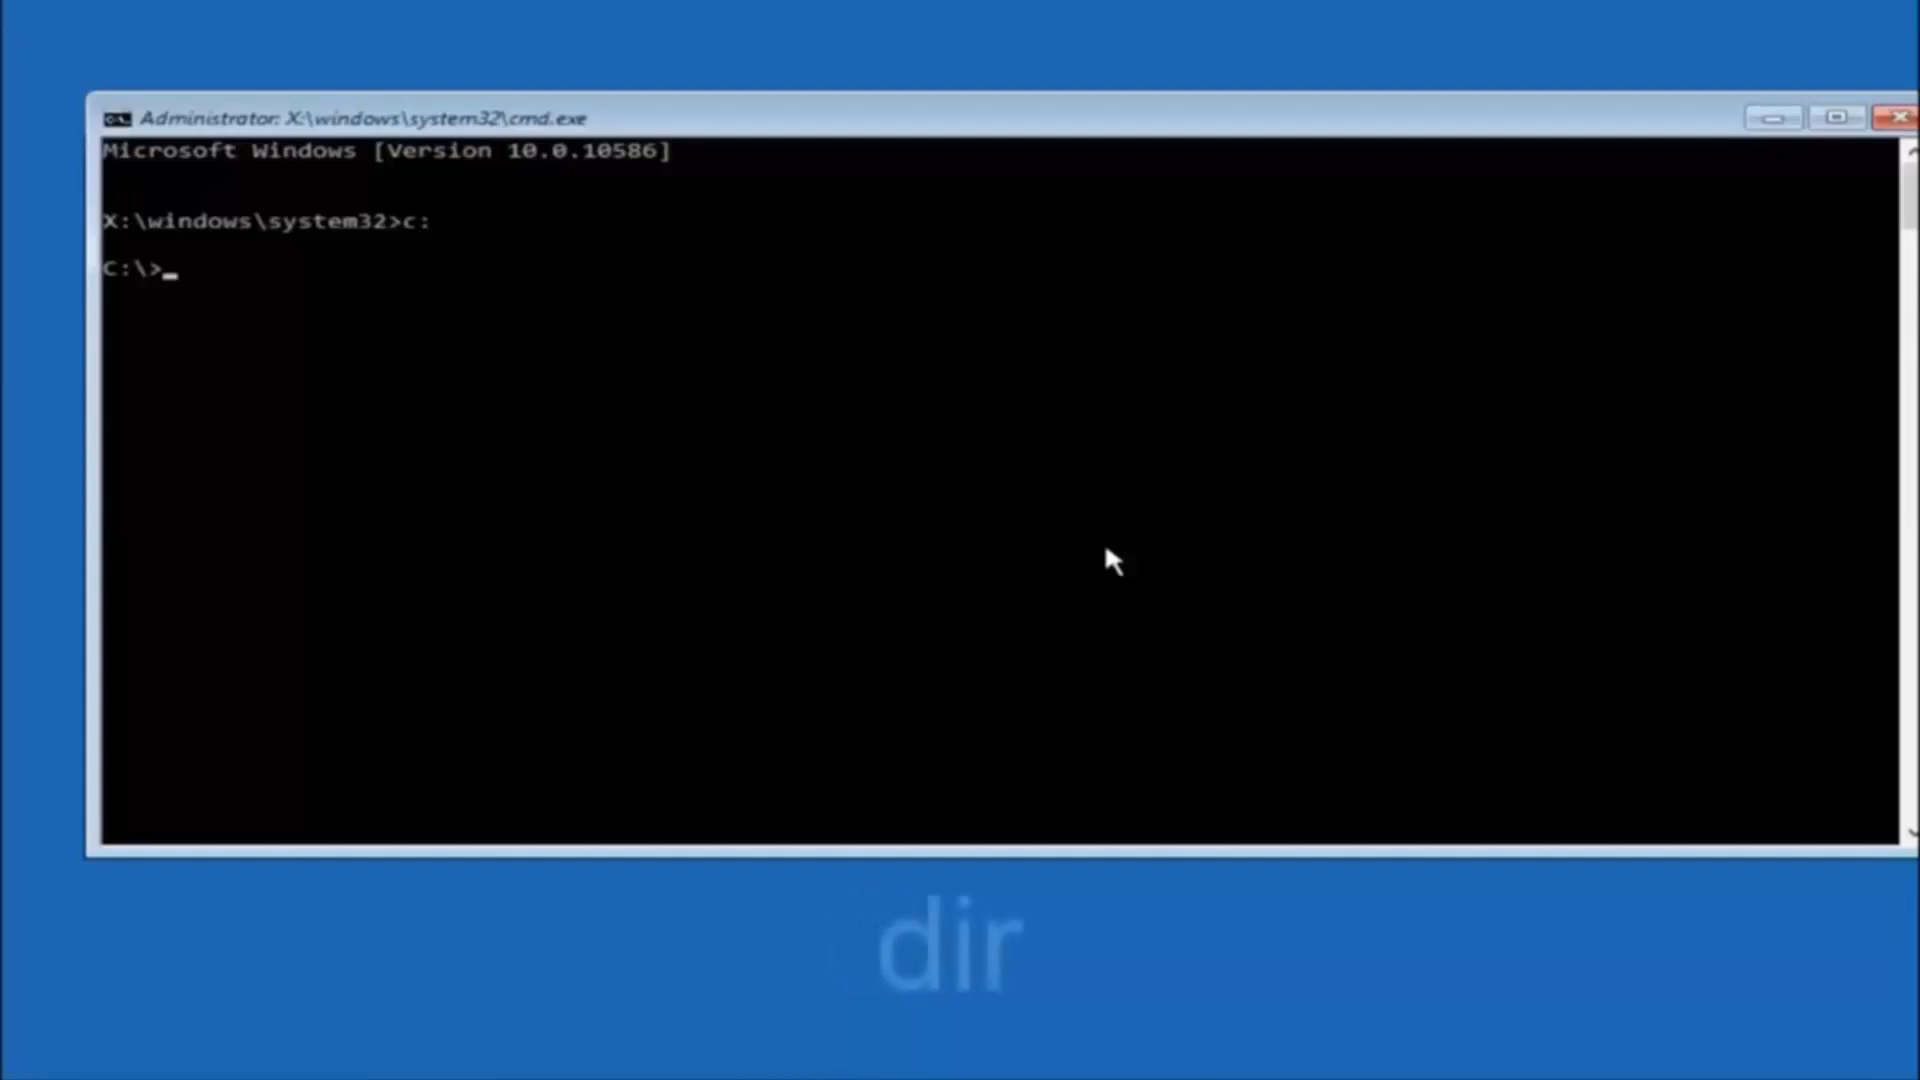 Administrator: X:\windows\system32\cmd.exe
Microsoft Windows [Version 10.0.10586]
X:\windows\system32>c:
C:\>
dir